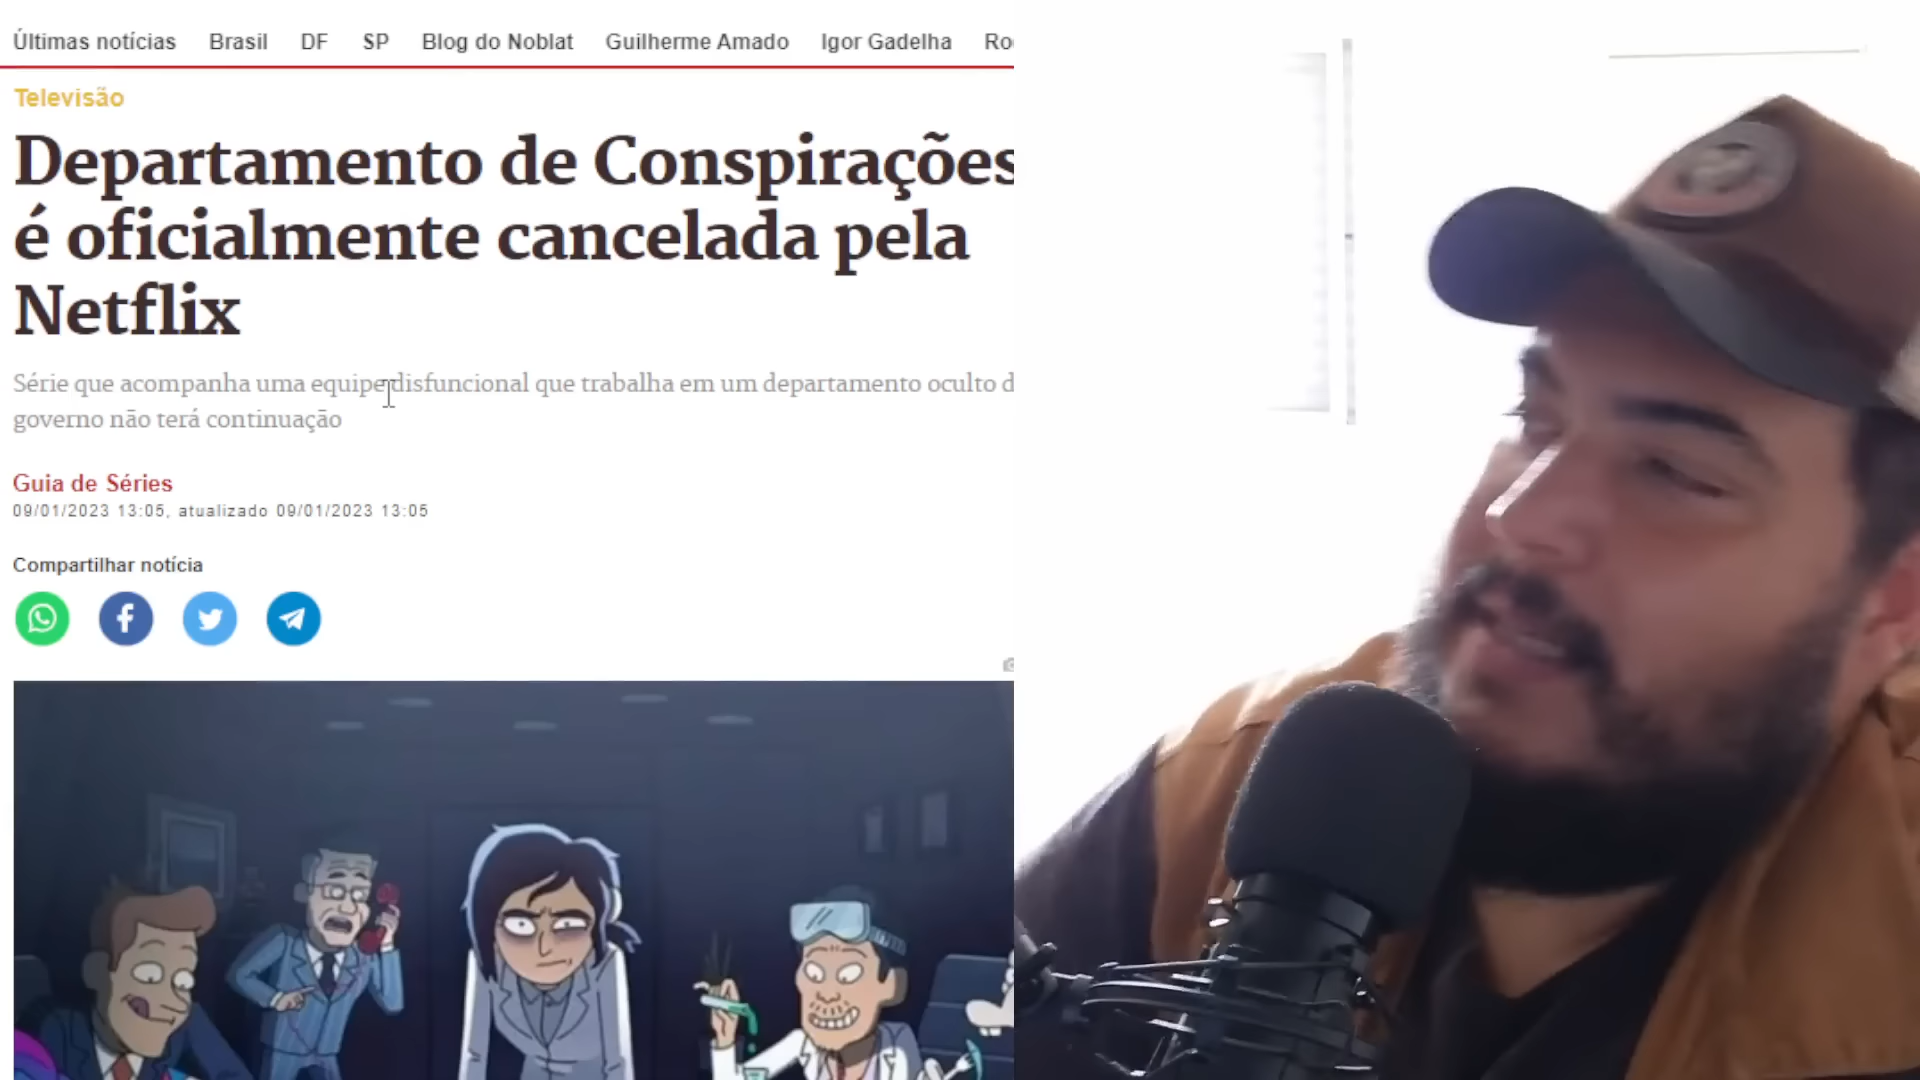 Últimas notícias Brasil DF SP Blog do Noblat Guilherme Amado Igor Gadelha
Televisão
Departamento de Conspirações
é oficialmente cancelada pela
Netflix
Série que acompanha uma equipe disfuncional que trabalha em um departamento oculto d
governo não terá continuação
Guia de Séries
09/01/2023 13:05, atualizado 09/01/2023 13:05
Compartilhar notícia